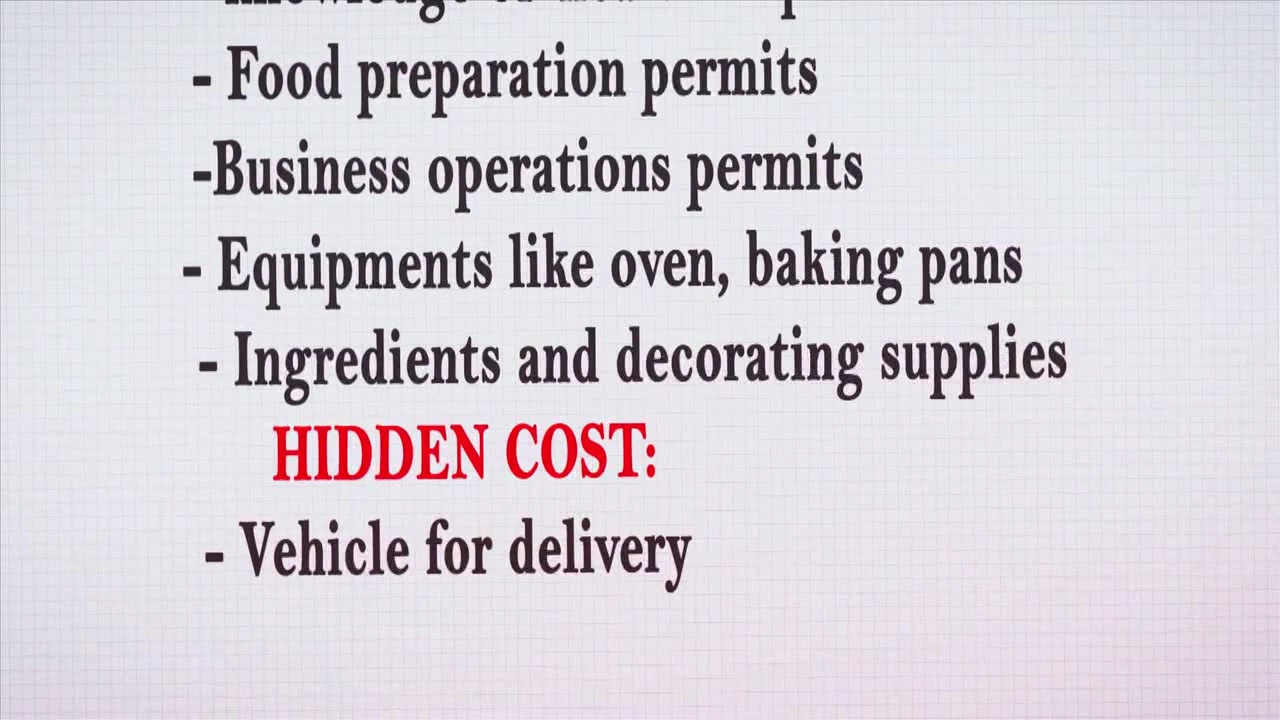 - Food preparation permits
-Business operations permits
- Equipments like oven, baking pans
- Ingredients and decorating supplies
HIDDEN COST:
- Vehicle for delivery